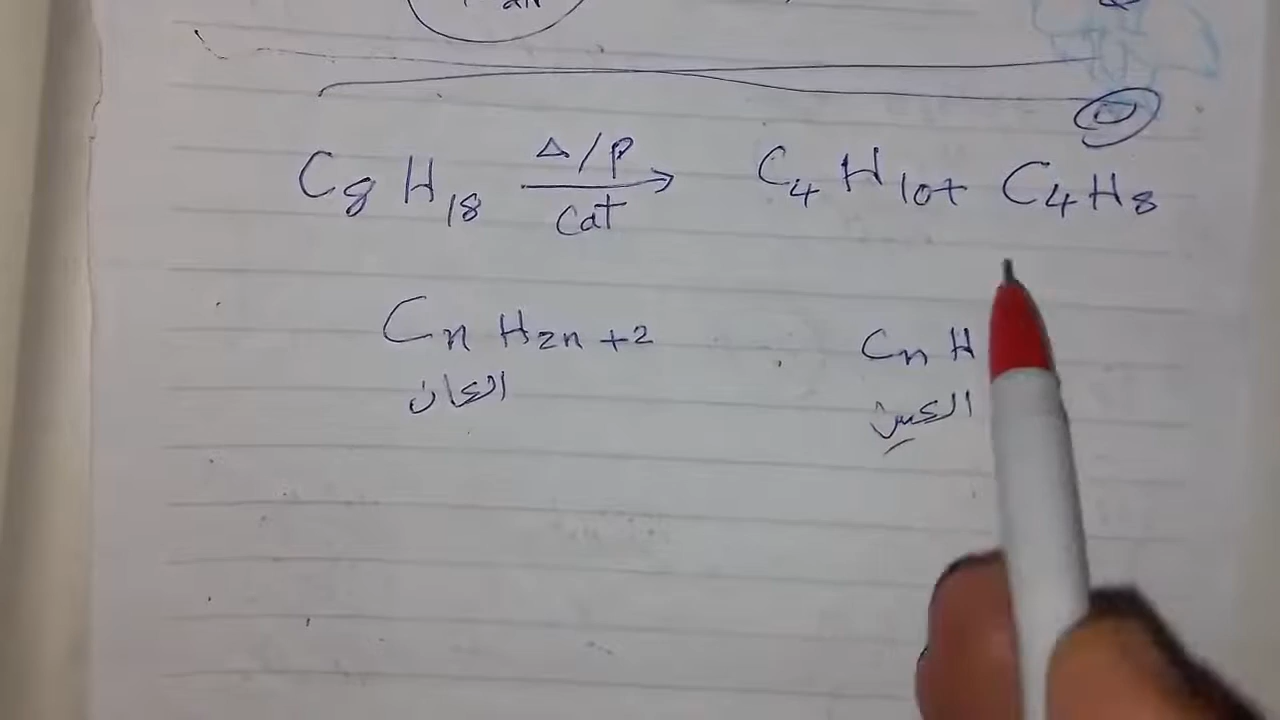 Δ/P
C8 H18 → C4 H10 + C4 H8
Cat
Cn H2n+2 Cn H
الكان الكين